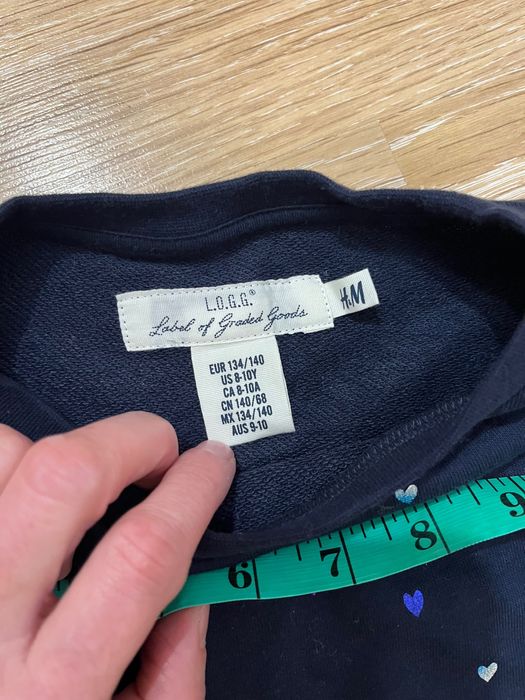 L.O.G.G.®
Label of Graded Goods
H&M
EUR 134/140
US 8-10Y
CA 8-10A
CN 140/68
MX 134/140
AUS 9-10
6 7 8 9